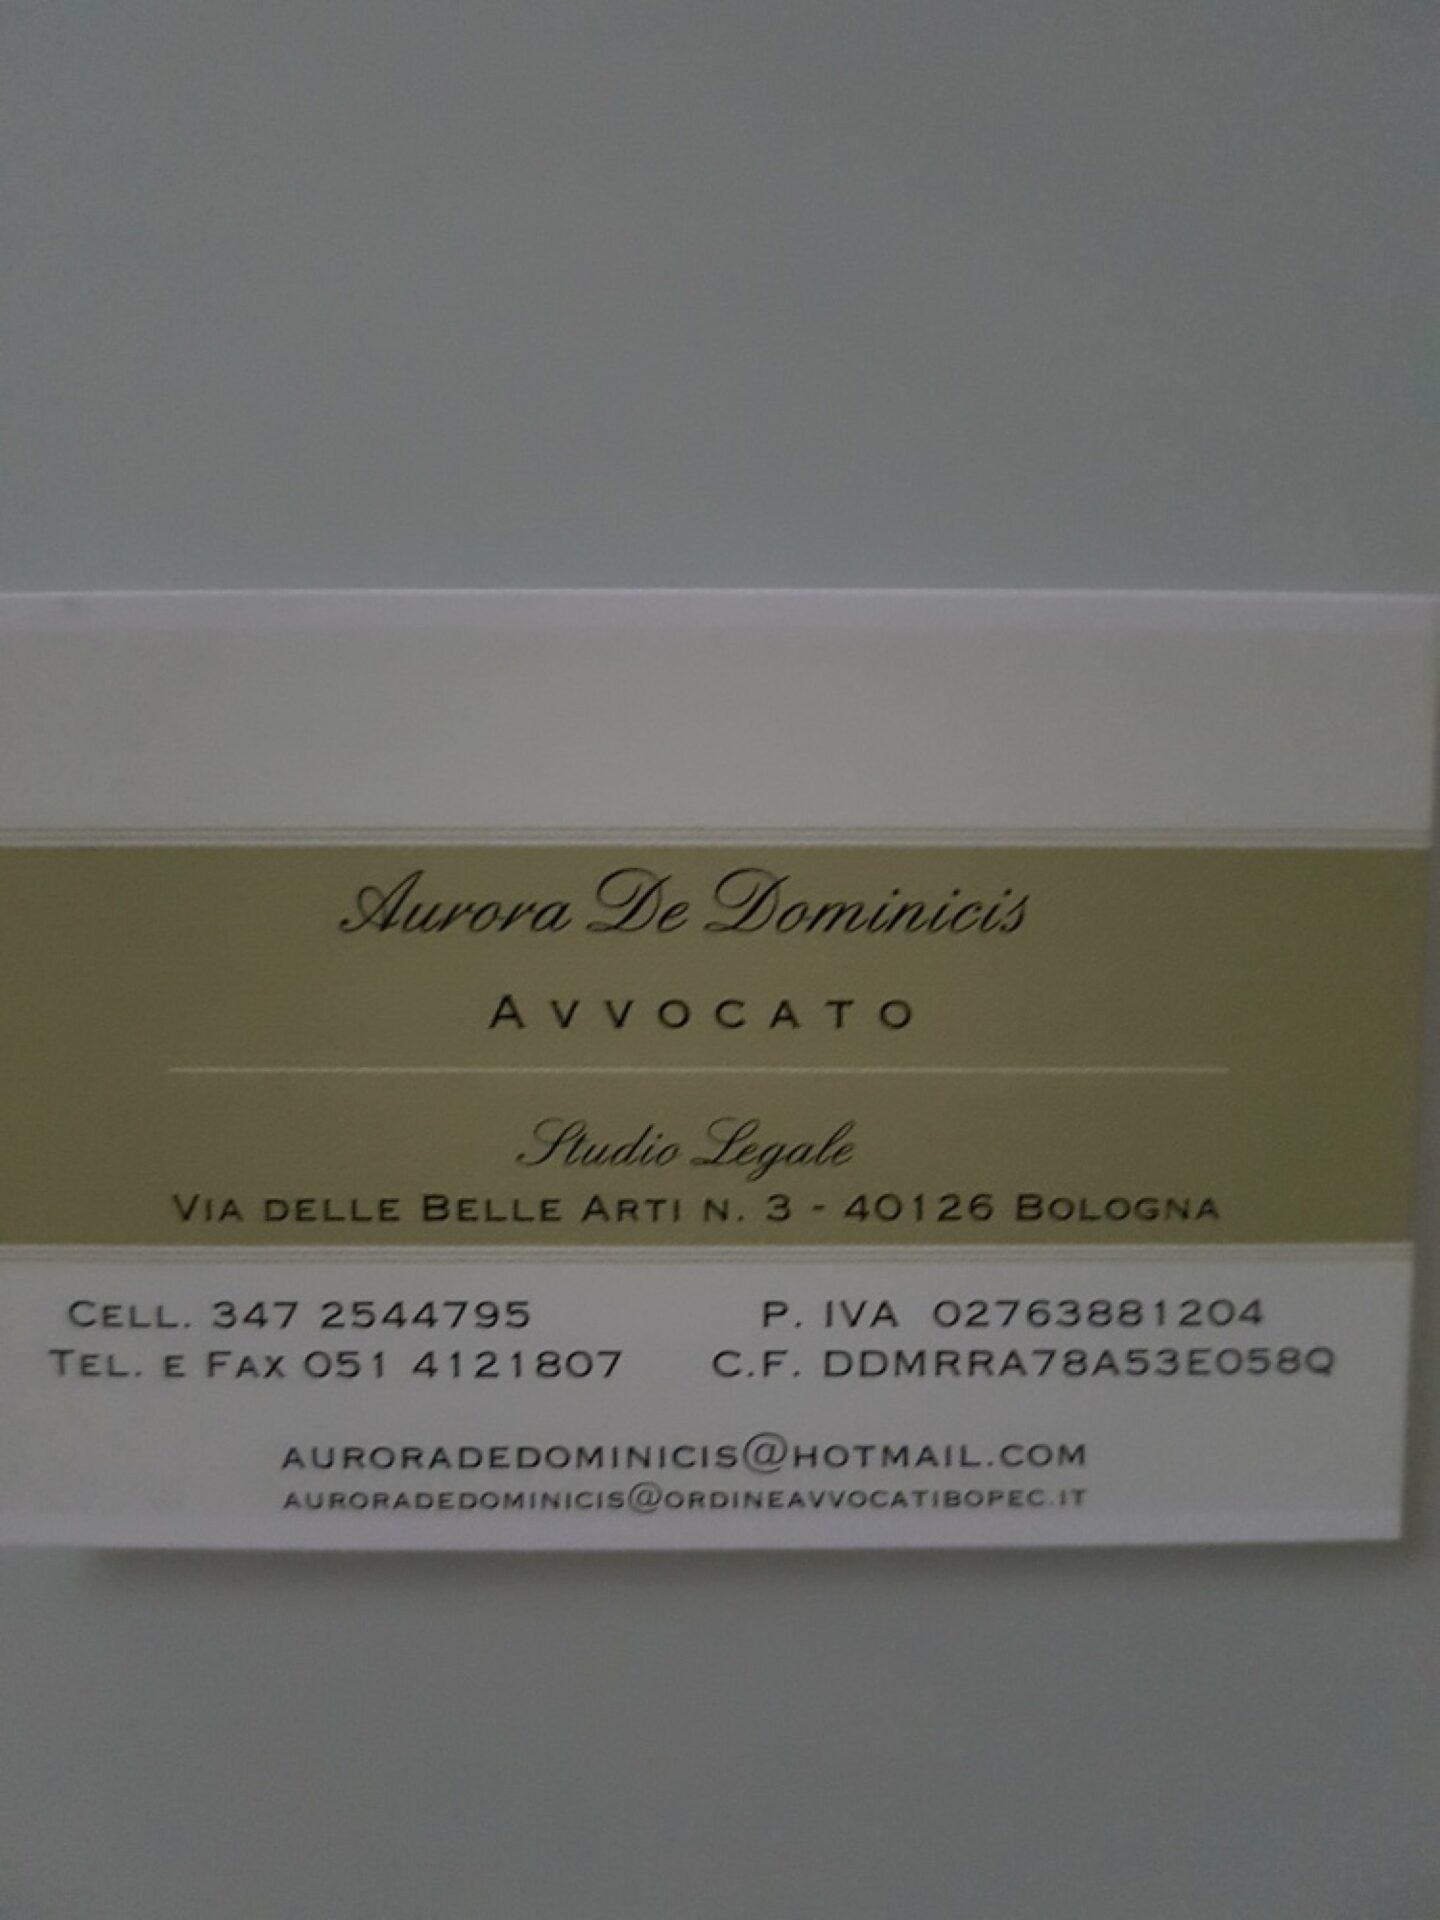 Aurora De Dominicis
AVVOCATO
Studio Legale
VIA DELLE BELLE ARTI N. 3 - 40126 BOLOGNA
CELL. 347 2544795 P. IVA 02763881204
TEL. E FAX 051 4121807 C.F. DDMRRA78A53E058Q
AURORADEDOMINICIS@HOTMAIL.COM
AURORADEDOMINICIS@ORDINEAVVOCATIBOPEC.IT